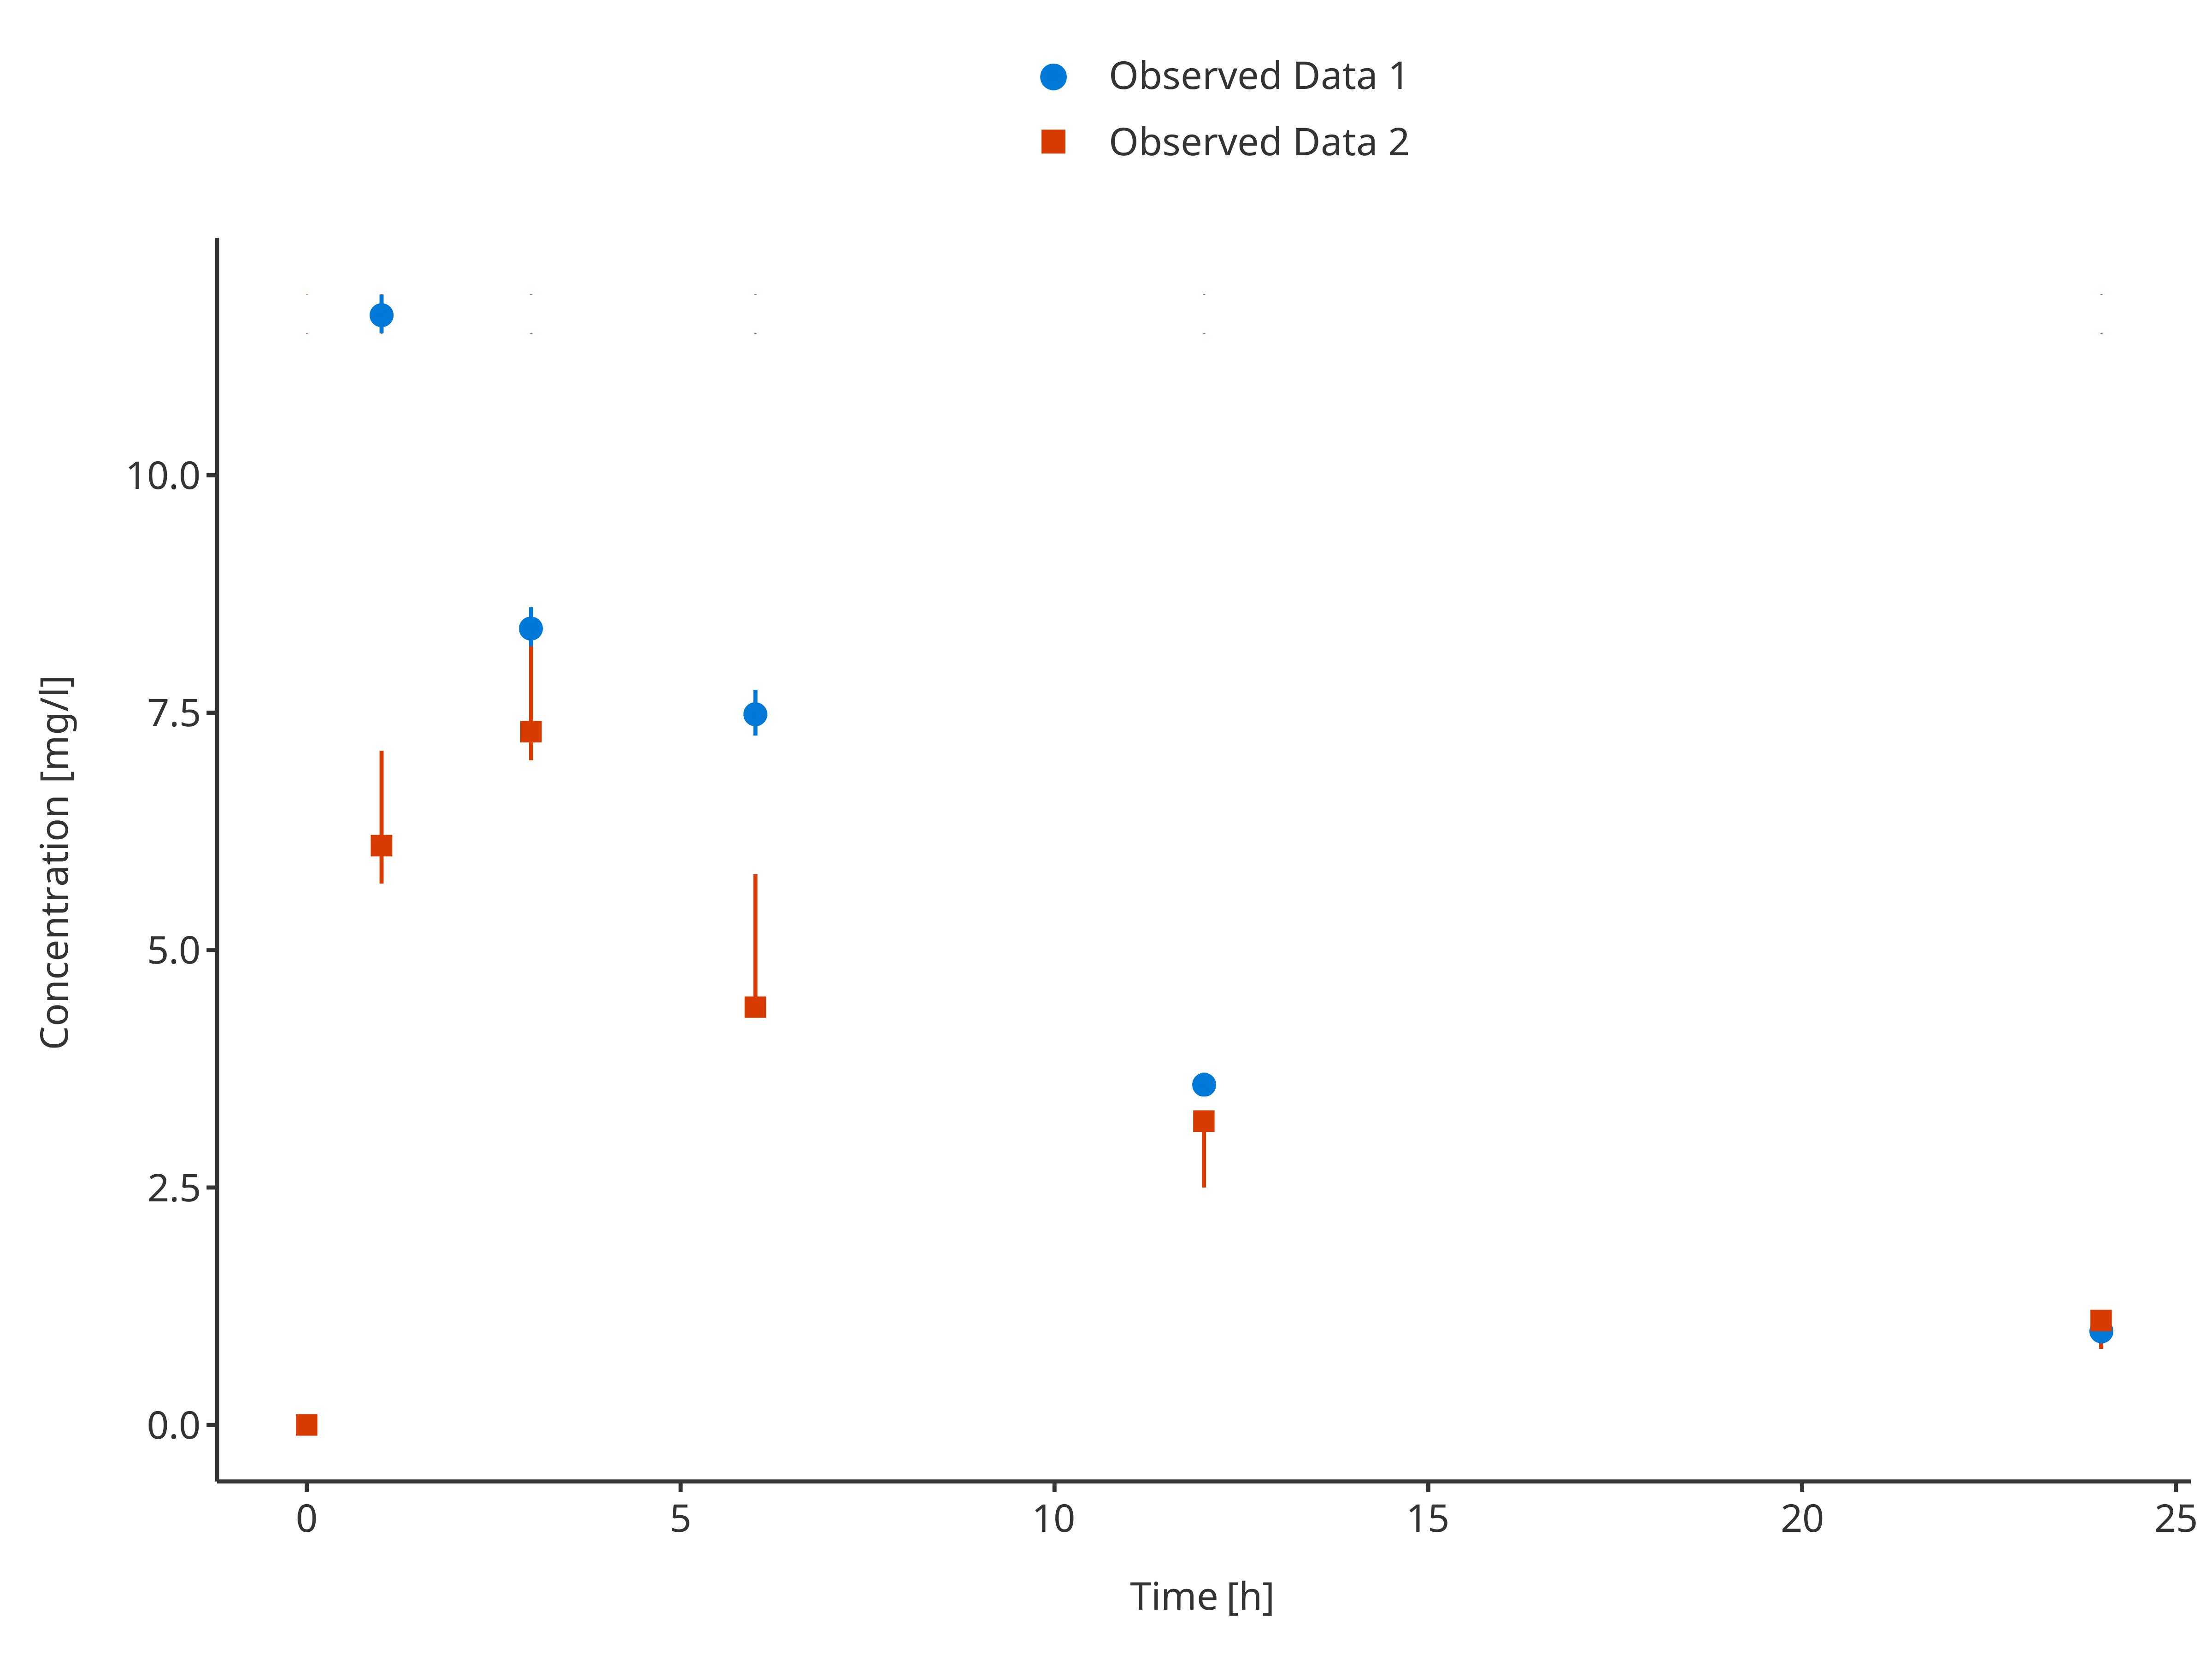 Observed Data 1
Observed Data 2
Concentration [mg/l]
10.0
7.5
5.0
2.5
0.0
0 5 10 15 20 25
Time [h]